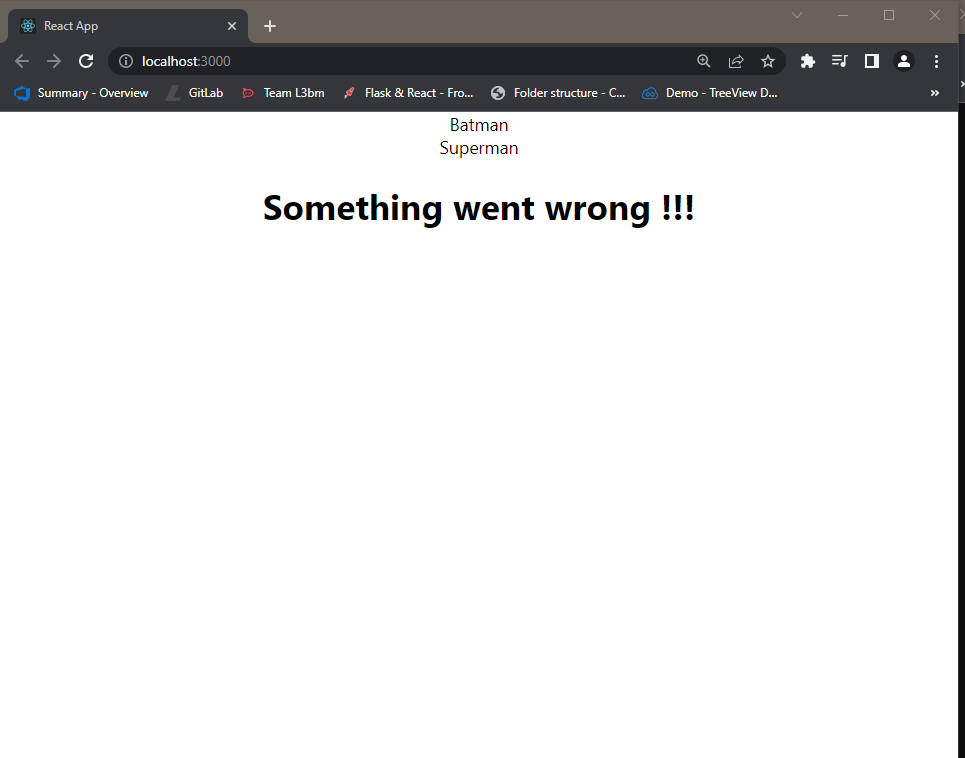 React App
localhost:3000
Summary - Overview GitLab Team L3bm Flask & React - Fro... Folder structure - C... Demo - TreeView D... »
Batman
Superman
Something went wrong !!!